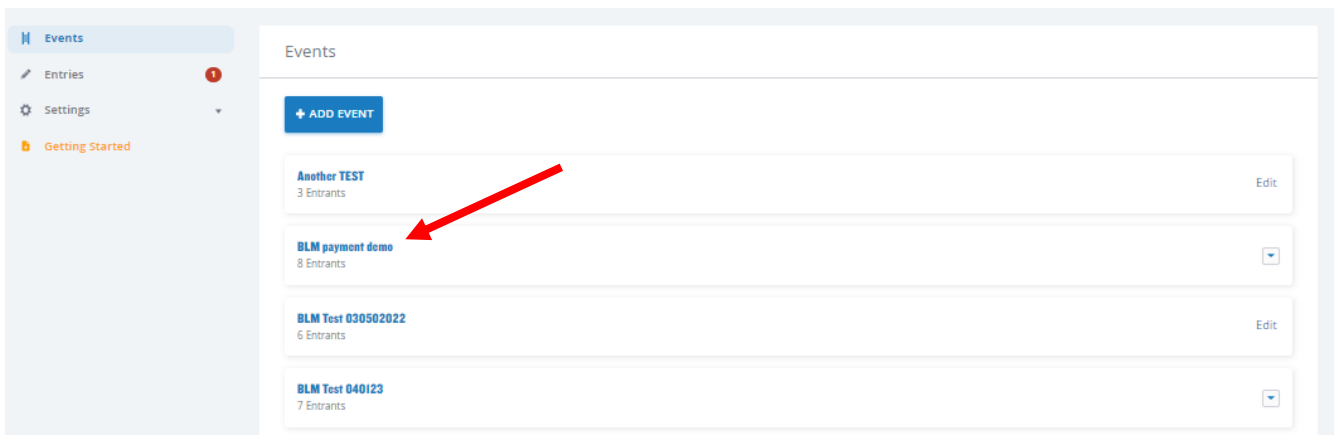 Events
Entries 1
Settings
Getting Started
Events
+ ADD EVENT
Another TEST
3 Entrants
Edit
BLM payment demo
8 Entrants
BLM Test 030502022
6 Entrants
Edit
BLM Test 040123
7 Entrants